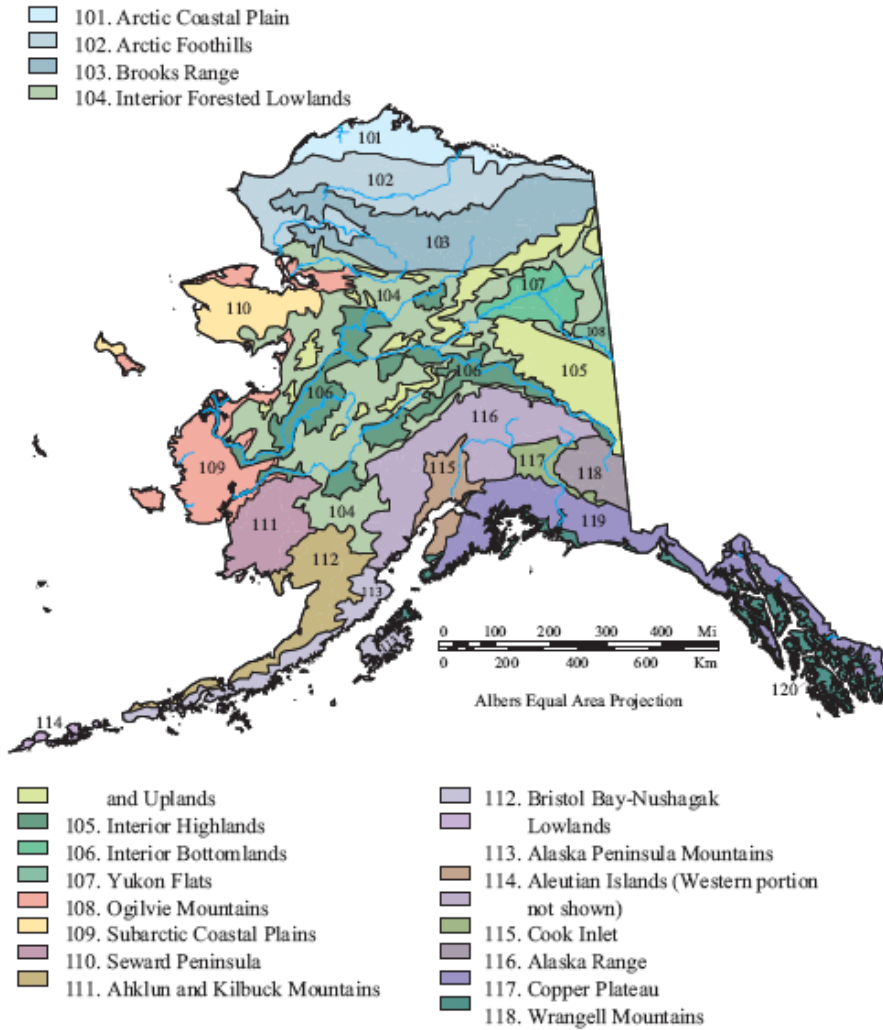 101. Arctic Coastal Plain
102. Arctic Foothills
103. Brooks Range
104. Interior Forested Lowlands
101
102
103
104
107
110
108
105
106
106
116
109
115
117
118
111
104
119
112
113
113
0 100 200 300 400 Mi
0 200 400 600 Km
Albers Equal Area Projection
120
114
and Uplands
105. Interior Highlands
106. Interior Bottomlands
107. Yukon Flats
108. Ogilvie Mountains
109. Subarctic Coastal Plains
110. Seward Peninsula
111. Ahklun and Kilbuck Mountains
112. Bristol Bay-Nushagak
Lowlands
113. Alaska Peninsula Mountains
114. Aleutian Islands (Western portion
not shown)
115. Cook Inlet
116. Alaska Range
117. Copper Plateau
118. Wrangell Mountains